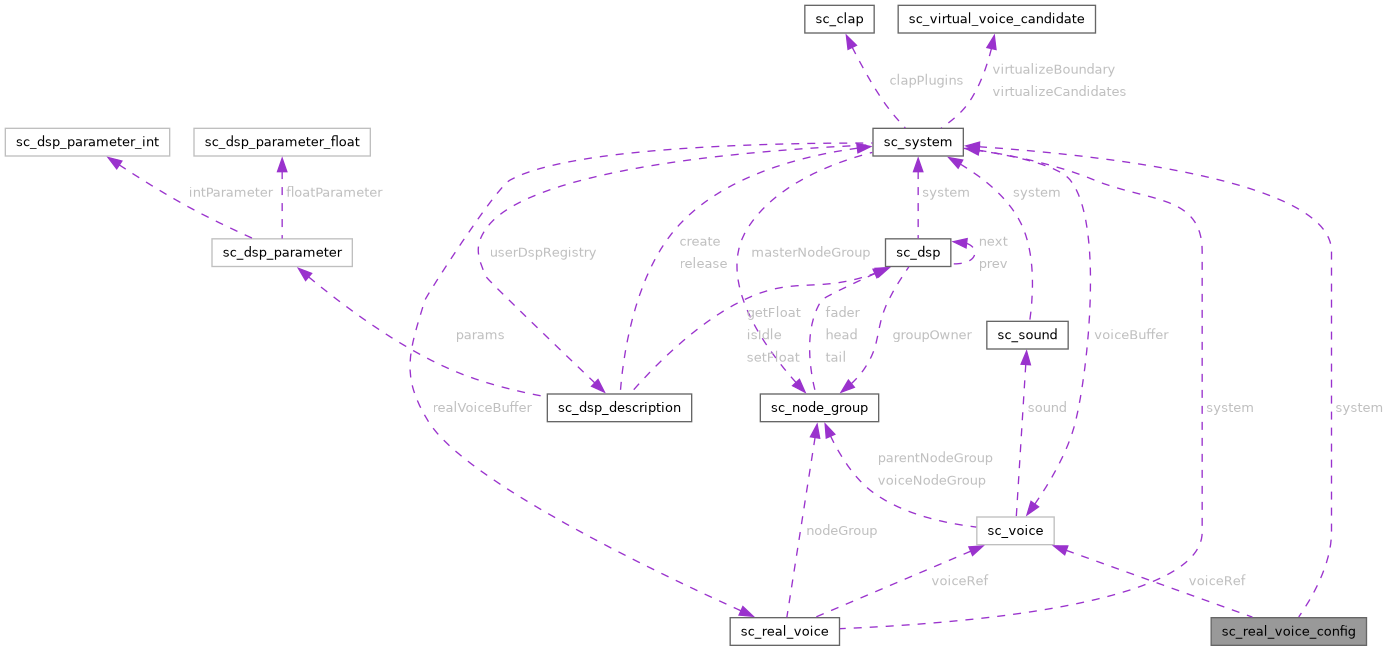 sc_clap
sc_virtual_voice_candidate
clapPlugins
virtualizeBoundary
virtualizeCandidates
sc_dsp_parameter_int
sc_dsp_parameter_float
sc_system
intParameter
floatParameter
system
system
sc_dsp_parameter
userDspRegistry
create
release
masterNodeGroup
sc_dsp
next
prev
params
getFloat
isIdle
setFloat
fader
head
tail
groupOwner
sc_sound
voiceBuffer
realVoiceBuffer
sc_dsp_description
sc_node_group
sound
system
system
parentNodeGroup
voiceNodeGroup
nodeGroup
sc_voice
voiceRef
voiceRef
sc_real_voice
sc_real_voice_config